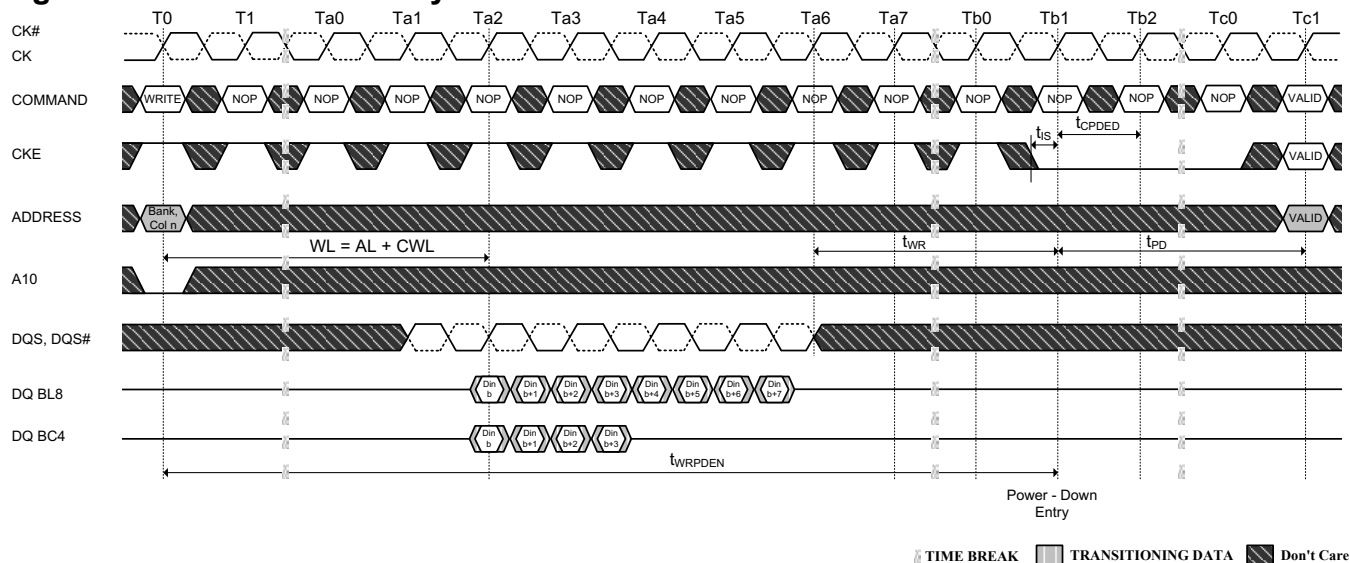 T0 T1 Ta0 Ta1 Ta2 Ta3 Ta4 Ta5 Ta6 Ta7 Tb0 Tb1 Tb2 Tc0 Tc1
CK#
CK
COMMAND WRITE NOP NOP NOP NOP NOP NOP NOP NOP NOP NOP NOP NOP NOP VALID
tIS tCPDED
CKE VALID
ADDRESS Bank, Col n VALID
WL = AL + CWL tWR tPD
A10
DQS, DQS#
DQ BL8 Din b Din b+1 Din b+2 Din b+3 Din b+4 Din b+5 Din b+6 Din b+7
DQ BC4 Din b Din b+1 Din b+2 Din b+3
tWRPDEN
Power - Down
Entry
TIME BREAK TRANSITIONING DATA Don't Care